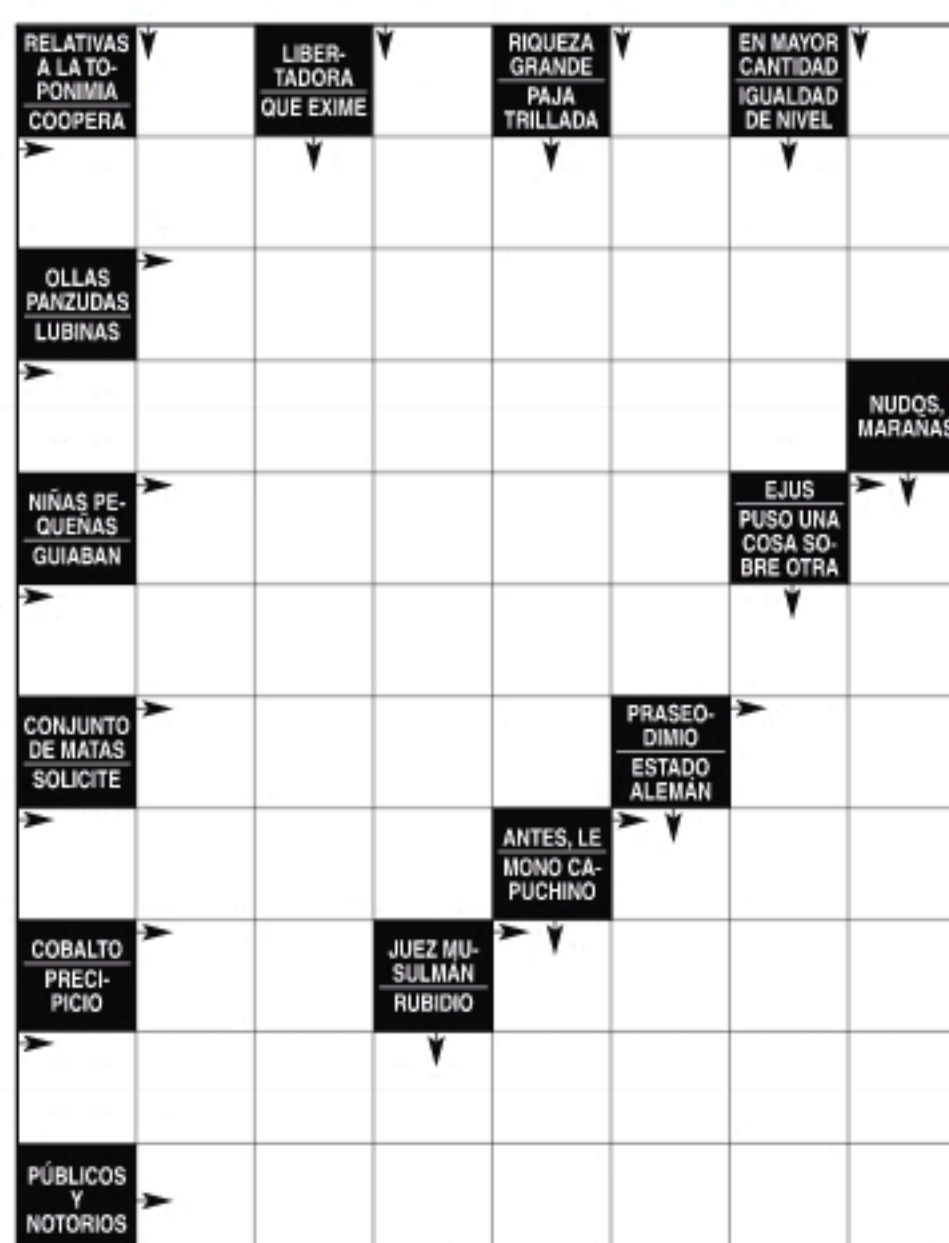 RELATIVAS
A LA TO-
PONIMIA
COOPERA
LIBER-
TADORA
QUE EXIME
RIQUEZA
GRANDE
PAJA
TRILLADA
EN MAYOR
CANTIDAD
IGUALDAD
DE NIVEL
OLLAS
PANZUDAS
LUBINAS
NUDOS,
MARAÑAS
NIÑAS PE-
QUEÑAS
GUIABAN
EJUS
PUSO UNA
COSA SO-
BRE OTRA
CONJUNTO
DE MATAS
SOLICITE
PRASEO-
DIMIO
ESTADO
ALEMÁN
ANTES, LE
MONO CA-
PUCHINO
COBALTO
PRECI-
PICIO
JUEZ MU-
SULMÁN
RUBIDIO
PÚBLICOS
Y
NOTORIOS